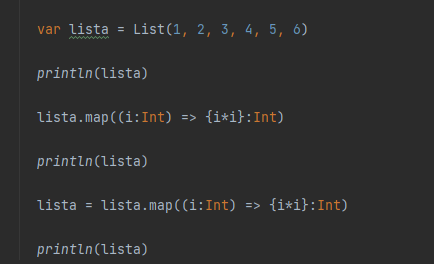 var lista = List(1, 2, 3, 4, 5, 6)
println(lista)
lista.map((i:Int) => {i*i}:Int)
println(lista)
lista = lista.map((i:Int) => {i*i}:Int)
println(lista)